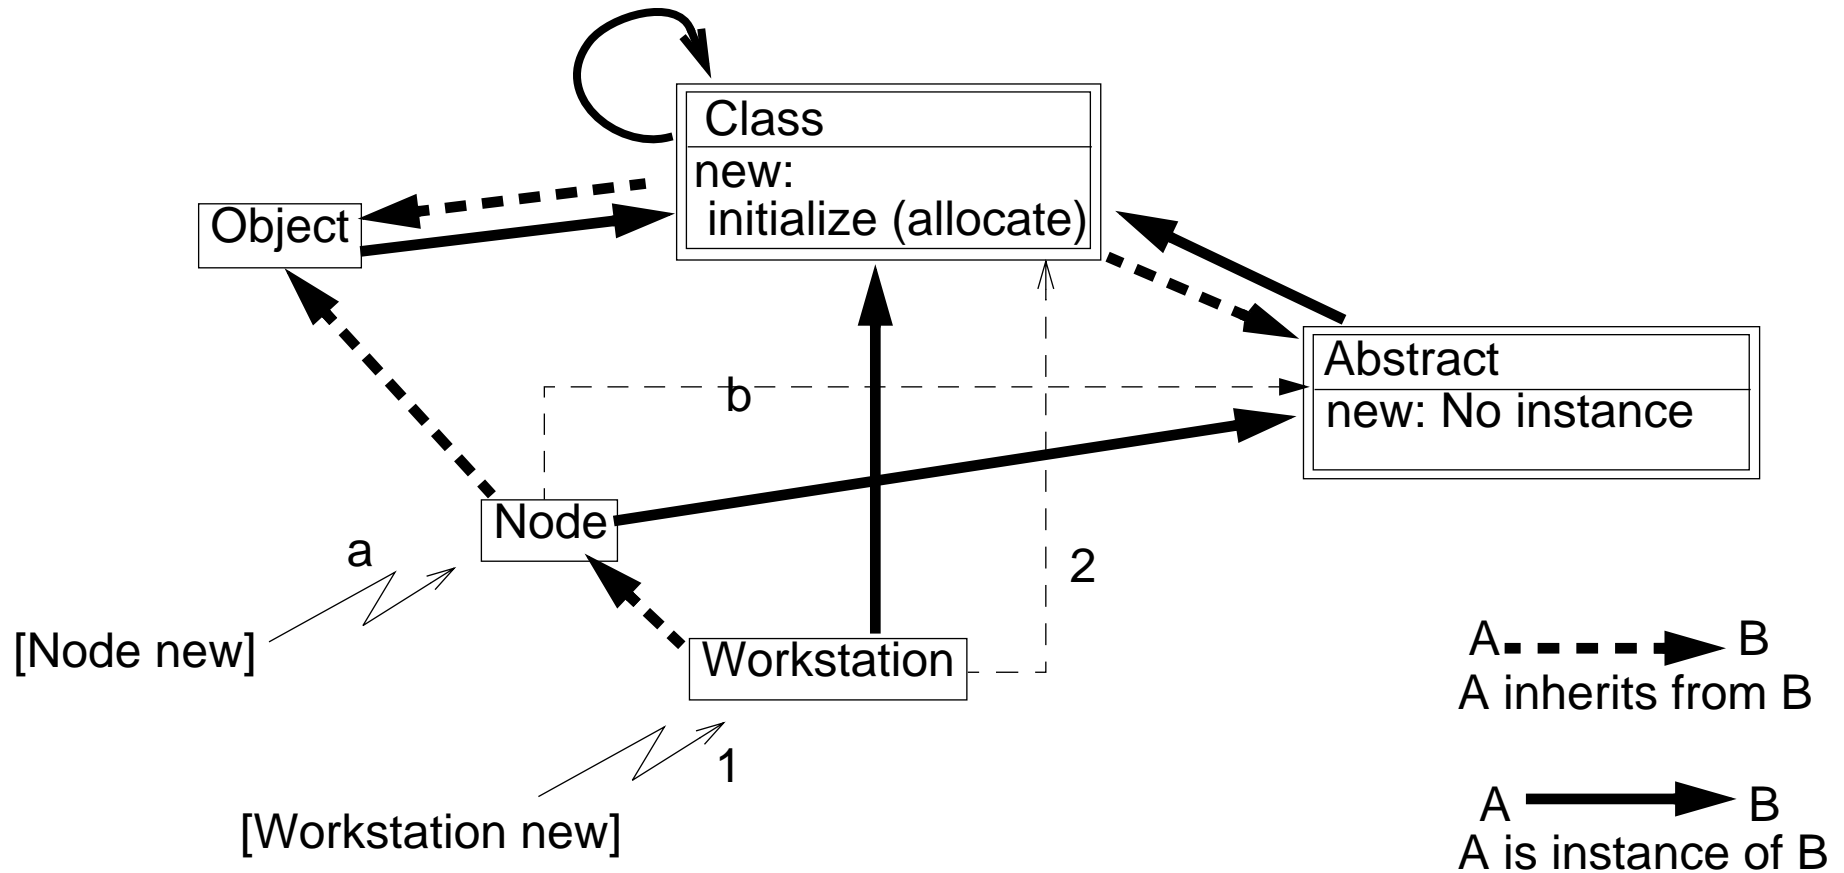 Class
new:
initialize (allocate)
Object
Abstract
new: No instance
b
Node
a
2
[Node new]
Workstation
1
[Workstation new]
A B
A inherits from B
A B
A is instance of B